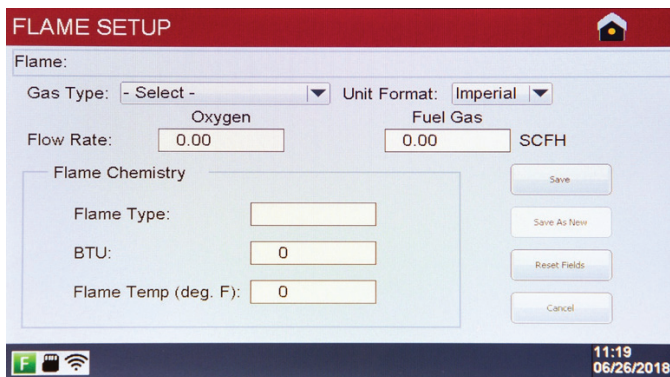 FLAME SETUP
Flame:
Gas Type: - Select - Unit Format: Imperial
Oxygen Fuel Gas
Flow Rate: 0.00 0.00 SCFH
Flame Chemistry
Save
Flame Type:
Save As New
BTU: 0
Reset Fields
Flame Temp (deg. F): 0
Cancel
F
11:19
06/26/2018